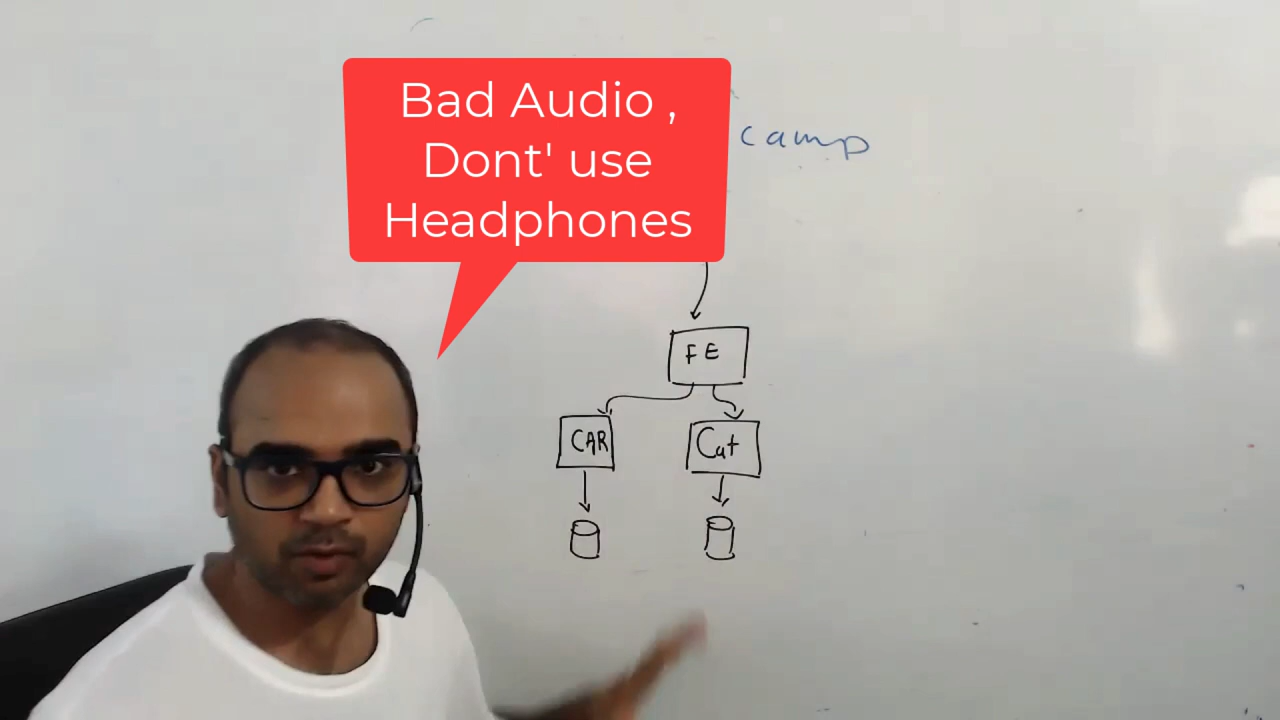 Bad Audio ,
Dont' use
Headphones
camp
FE
CAR
Cat